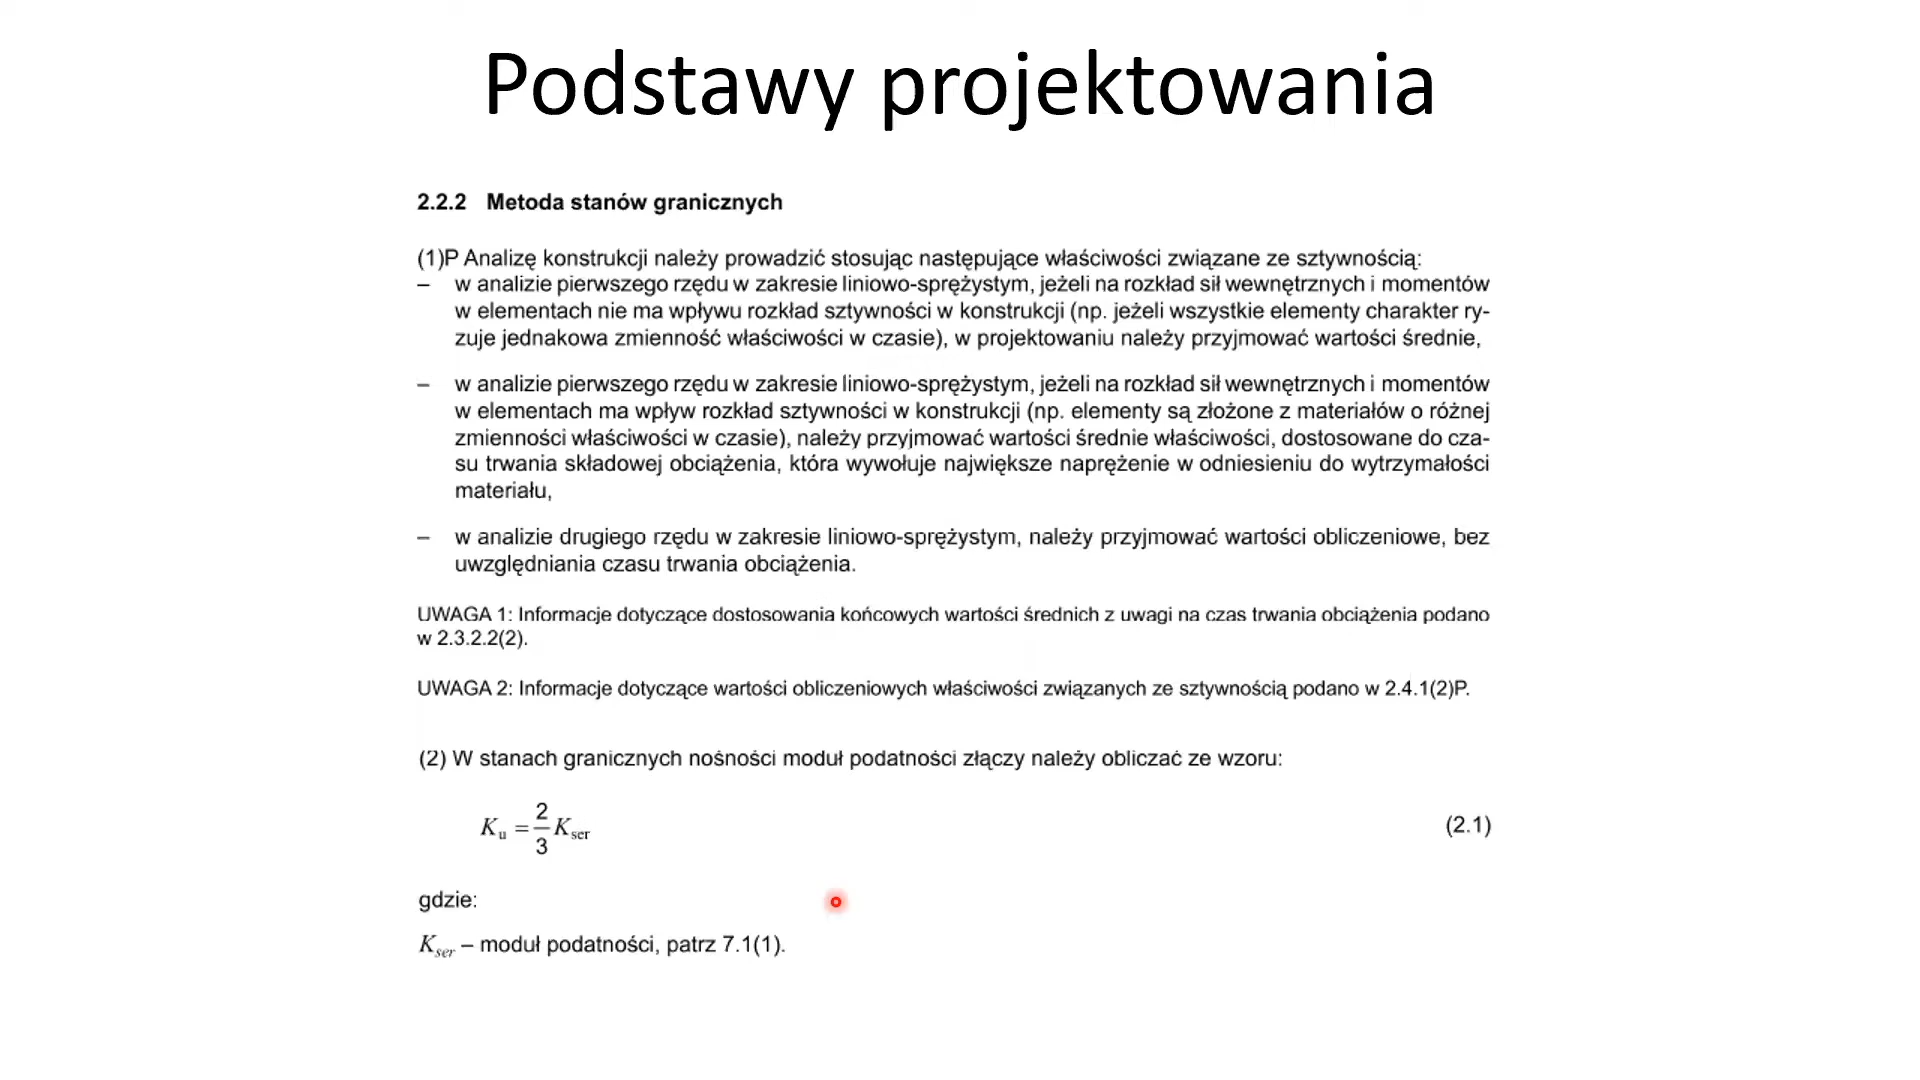 Podstawy projektowania
2.2.2 Metoda stanów granicznych
(1)P Analizę konstrukcji należy prowadzić stosując następujące właściwości związane ze sztywnością:
– w analizie pierwszego rzędu w zakresie liniowo-sprężystym, jeżeli na rozkład sił wewnętrznych i momentów
w elementach nie ma wpływu rozkład sztywności w konstrukcji (np. jeżeli wszystkie elementy charakter ry-
zuje jednakowa zmienność właściwości w czasie), w projektowaniu należy przyjmować wartości średnie,
– w analizie pierwszego rzędu w zakresie liniowo-sprężystym, jeżeli na rozkład sił wewnętrznych i momentów
w elementach ma wpływ rozkład sztywności w konstrukcji (np. elementy są złożone z materiałów o różnej
zmienności właściwości w czasie), należy przyjmować wartości średnie właściwości, dostosowane do cza-
su trwania składowej obciążenia, która wywołuje największe naprężenie w odniesieniu do wytrzymałości
materiału,
– w analizie drugiego rzędu w zakresie liniowo-sprężystym, należy przyjmować wartości obliczeniowe, bez
uwzględniania czasu trwania obciążenia.
UWAGA 1: Informacje dotyczące dostosowania końcowych wartości średnich z uwagi na czas trwania obciążenia podano
w 2.3.2.2(2).
UWAGA 2: Informacje dotyczące wartości obliczeniowych właściwości związanych ze sztywnością podano w 2.4.1(2)P.
(2) W stanach granicznych nośności moduł podatności złączy należy obliczać ze wzoru:
K_u = 2/3 K_ser (2.1)
gdzie:
K_ser – moduł podatności, patrz 7.1(1).